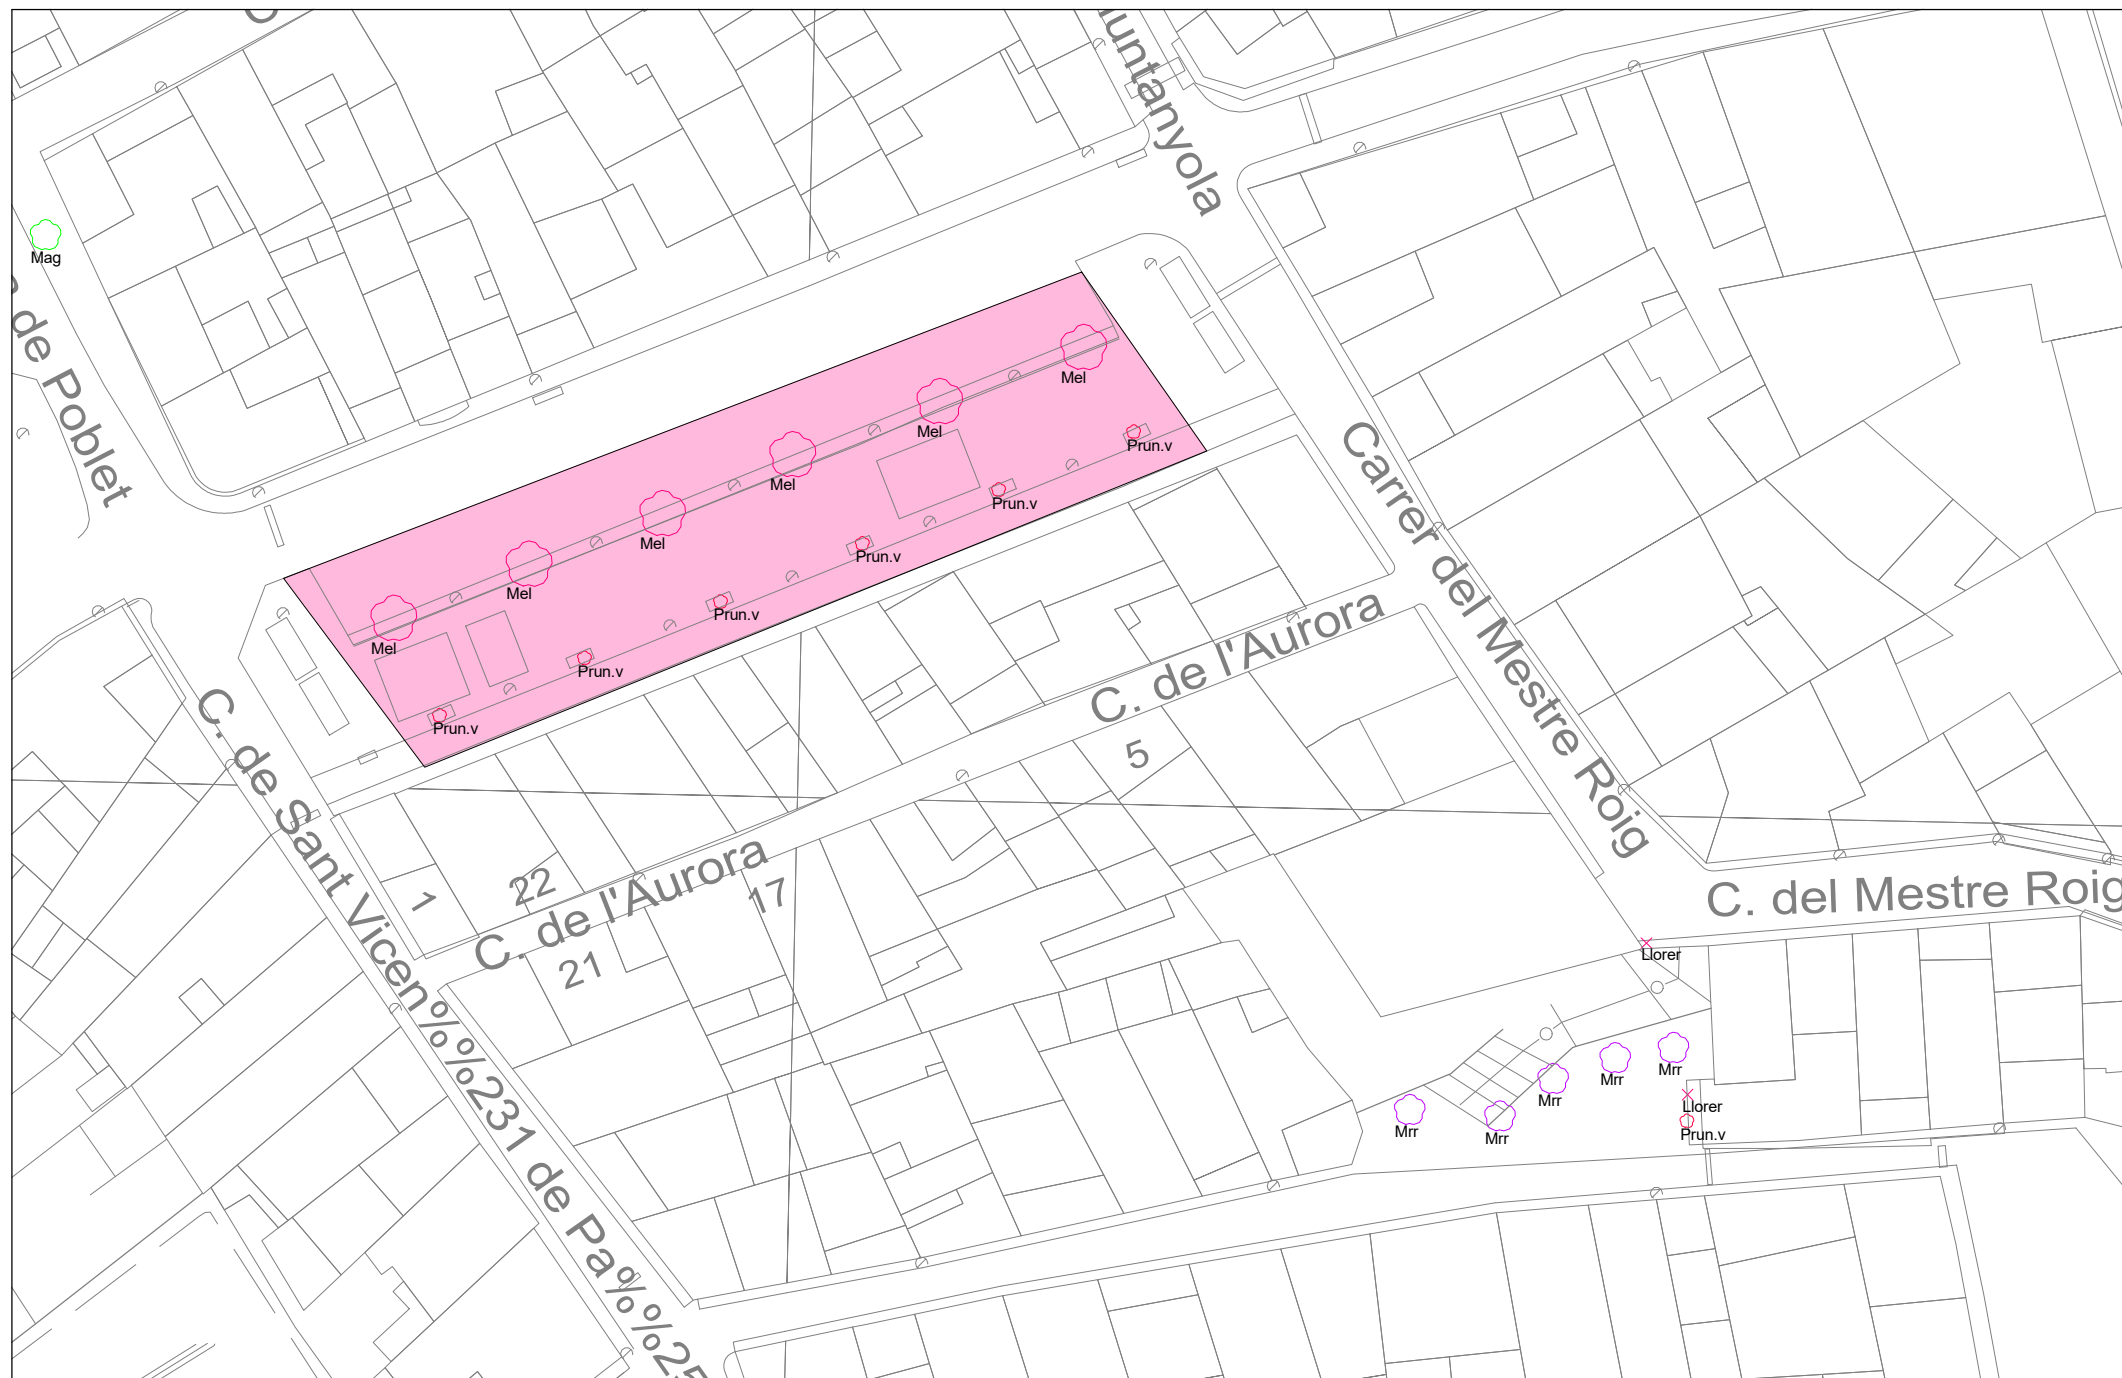 untanyola
Mag
de Poblet
Mel
Mel
Prun.v
Mel
Prun.v
Mel
Prun.v
Mel
Prun.v
Mel
Prun.v
Prun.v
Carrer del Mestre Roig
C. de l'Aurora
5
C. de Sant Vicen%%231 de Pa%%25
1
22
C. de l'Aurora
17
21
C. del Mestre Roig
Llorer
Mrr
Mrr
Mrr
Mrr
Mrr
Llorer
Prun.v